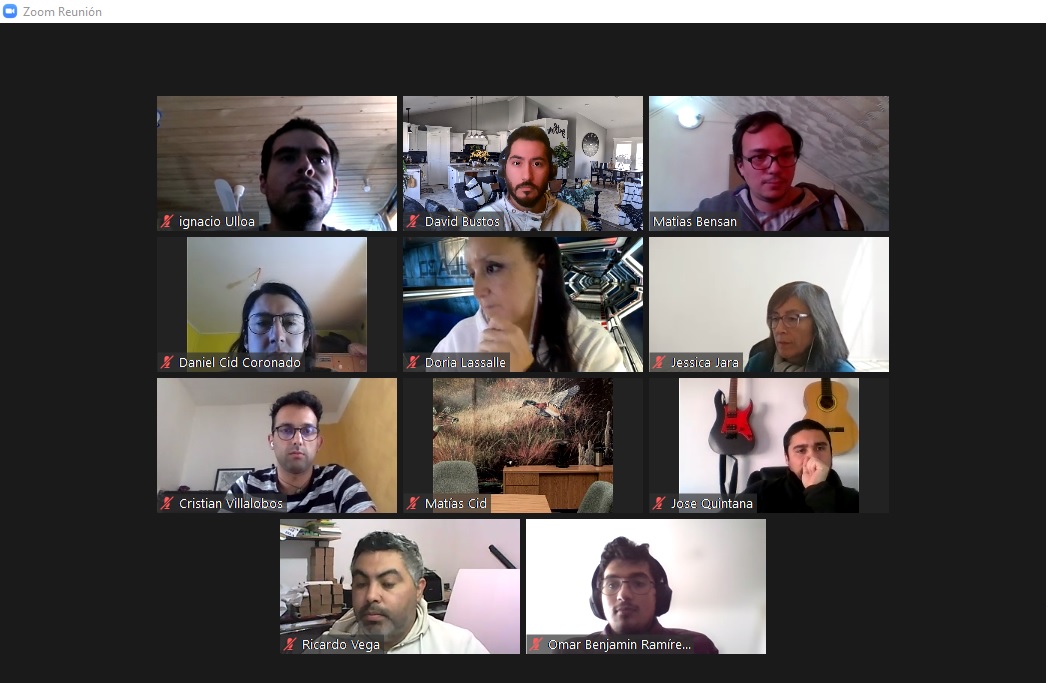 Zoom Reunión
ignacio Ulloa
David Bustos
Matias Bensan
Daniel Cid Coronado
Doria Lassalle
Jessica Jara
Cristian Villalobos
Matías Cid
Jose Quintana
Ricardo Vega
Omar Benjamin Ramíre...